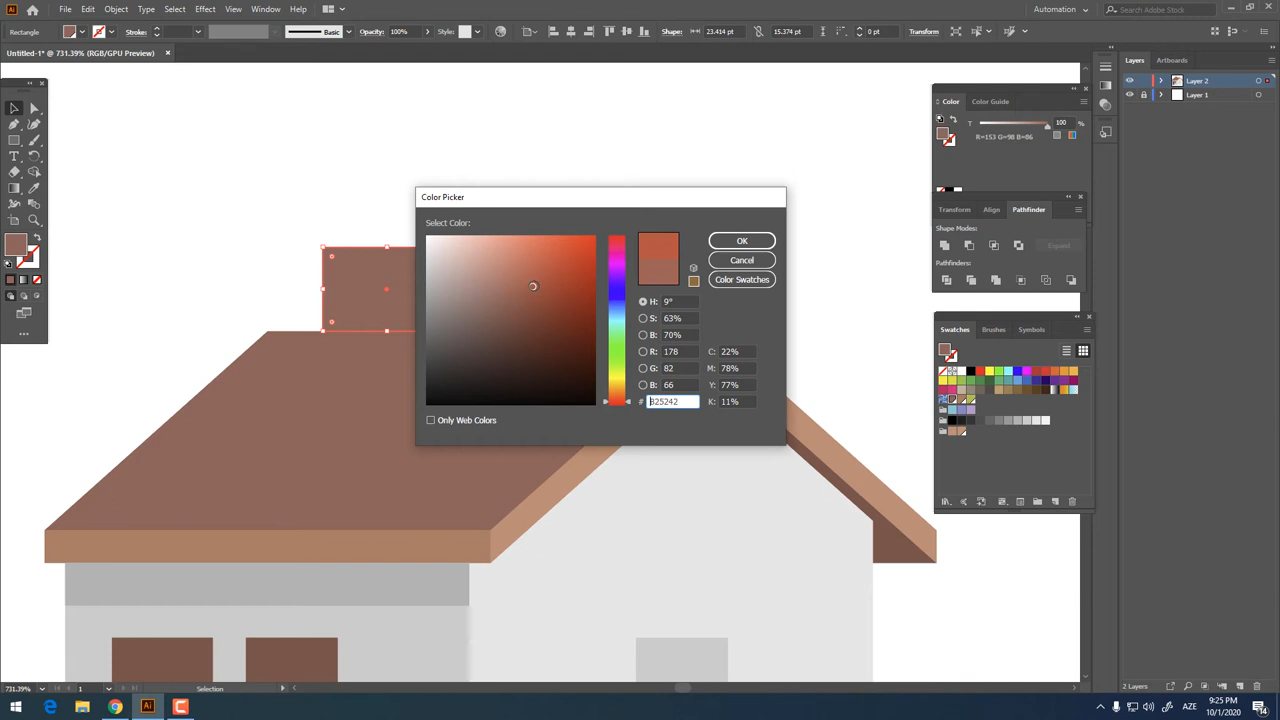 File Edit Object Type Select Effect View Window Help
Automation
Search Adobe Stock
Rectangle
Stroke:
Basic
Opacity: 100%
Style:
Shape:
23.414 pt
15.374 pt
0 pt
Transform
Untitled-1* @ 731.39% (RGB/GPU Preview) ×
Layers Artboards
Layer 2
Layer 1
Color Color Guide
T 100 %
R=153 G=98 B=86
Color Picker
Select Color:
OK
Cancel
Color Swatches
H: 9°
S: 63%
B: 70%
R: 178
G: 82
B: 66
C: 22%
M: 78%
Y: 77%
K: 11%
Only Web Colors
Transform Align Pathfinder
Shape Modes:
Expand
Pathfinders:
Swatches Brushes Symbols
731.39%
1
Selection
2 Layers
AZE
9:25 PM
10/1/2020
14